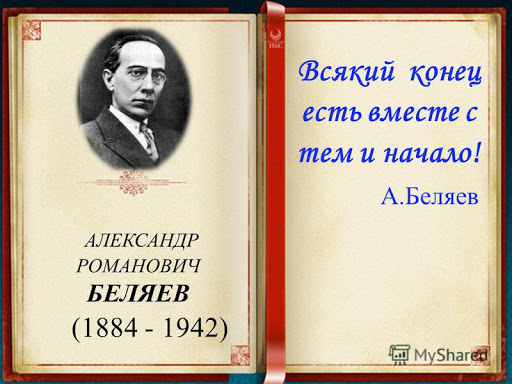 АЛЕКСАНДР
РОМАНОВИЧ
БЕЛЯЕВ
(1884 - 1942)
Всякий конец
есть вместе с
тем и начало!
А.Беляев
MyShared